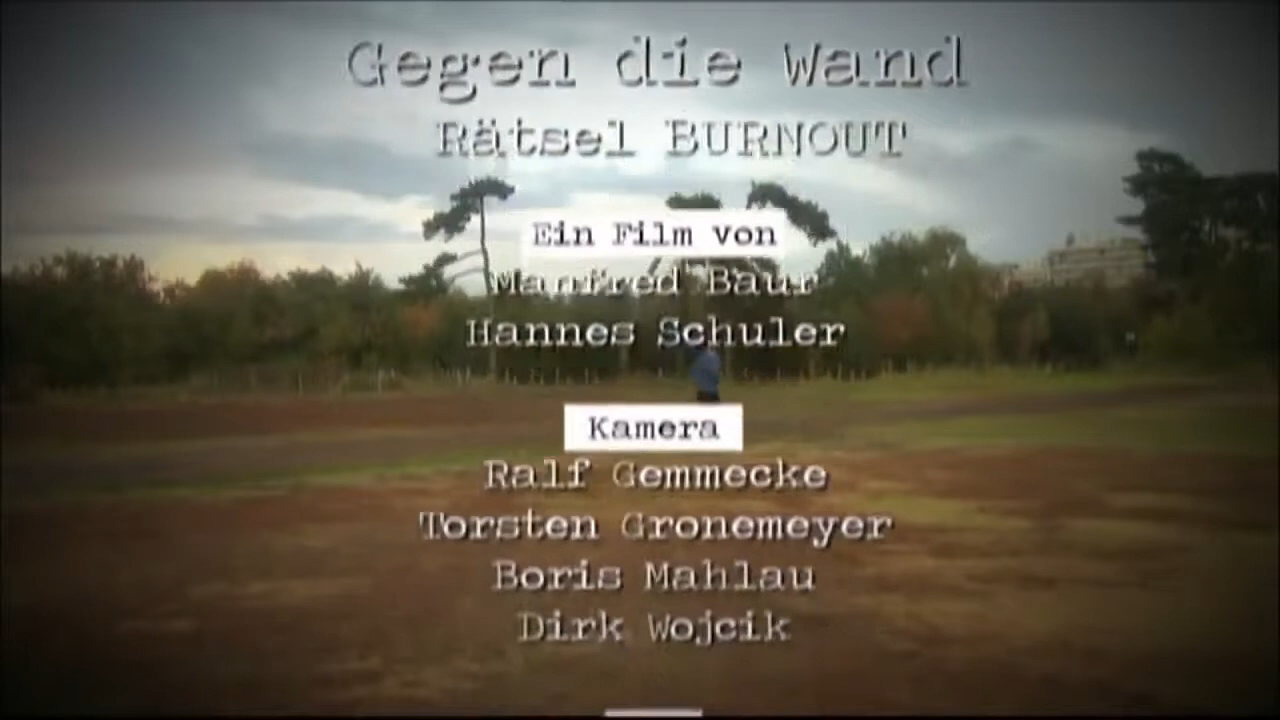 Gegen die Wand
Rätsel BURNOUT
Ein Film von
Manfred Baur
Hannes Schuler
Kamera
Ralf Gemmecke
Torsten Gronemeyer
Boris Mahlau
Dirk Wojcik